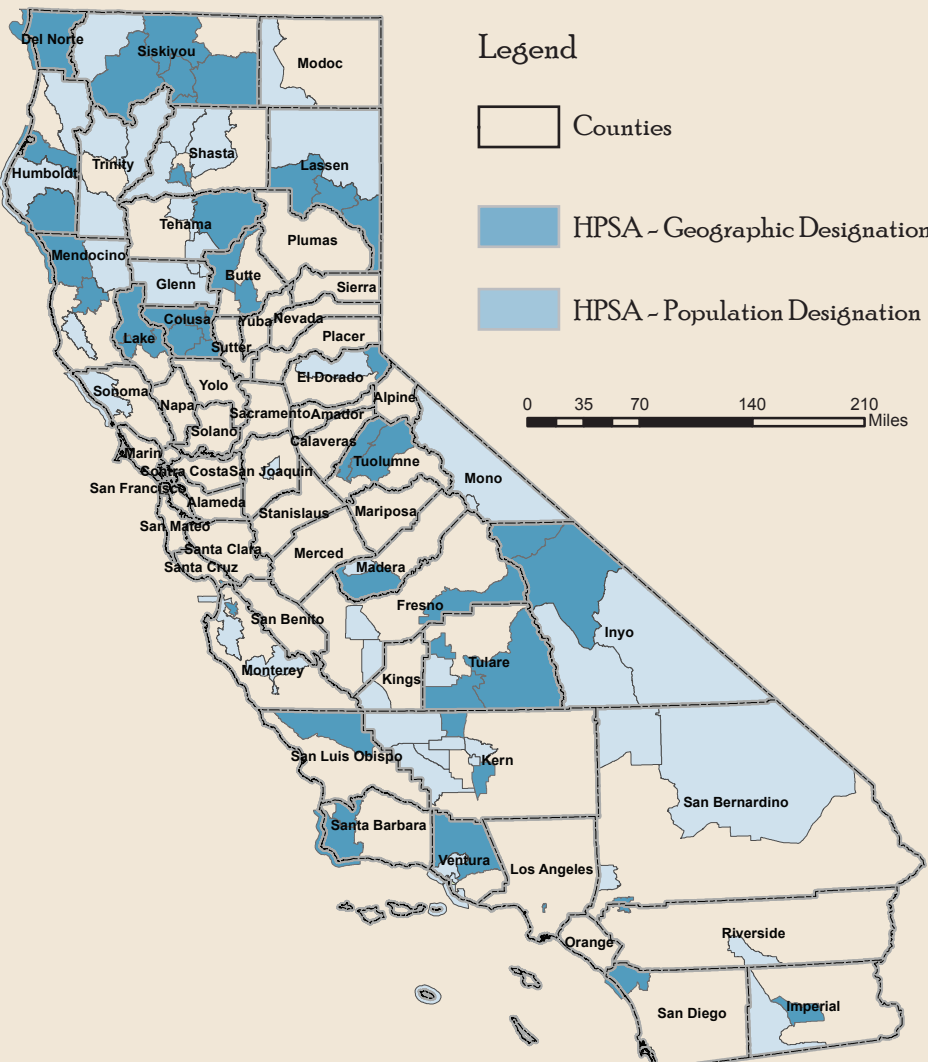 Legend
Counties
HPSA ~ Geographic Designation
HPSA ~ Population Designation
0 35 70 140 210
Miles
Del Norte
Siskiyou
Modoc
Humboldt
Trinity
Shasta
Lassen
Tehama
Plumas
Mendocino
Glenn
Butte
Sierra
Lake
Colusa
Yuba
Nevada
Sutter
Placer
Sonoma
Napa
Yolo
El Dorado
Alpine
Solano
Sacramento
Amador
Marin
Calaveras
Contra Costa
San Joaquin
Tuolumne
Mono
San Francisco
Alameda
Stanislaus
Mariposa
San Mateo
Santa Clara
Merced
Santa Cruz
Madera
San Benito
Fresno
Inyo
Monterey
Kings
Tulare
San Luis Obispo
Kern
San Bernardino
Santa Barbara
Ventura
Los Angeles
Orange
Riverside
San Diego
Imperial